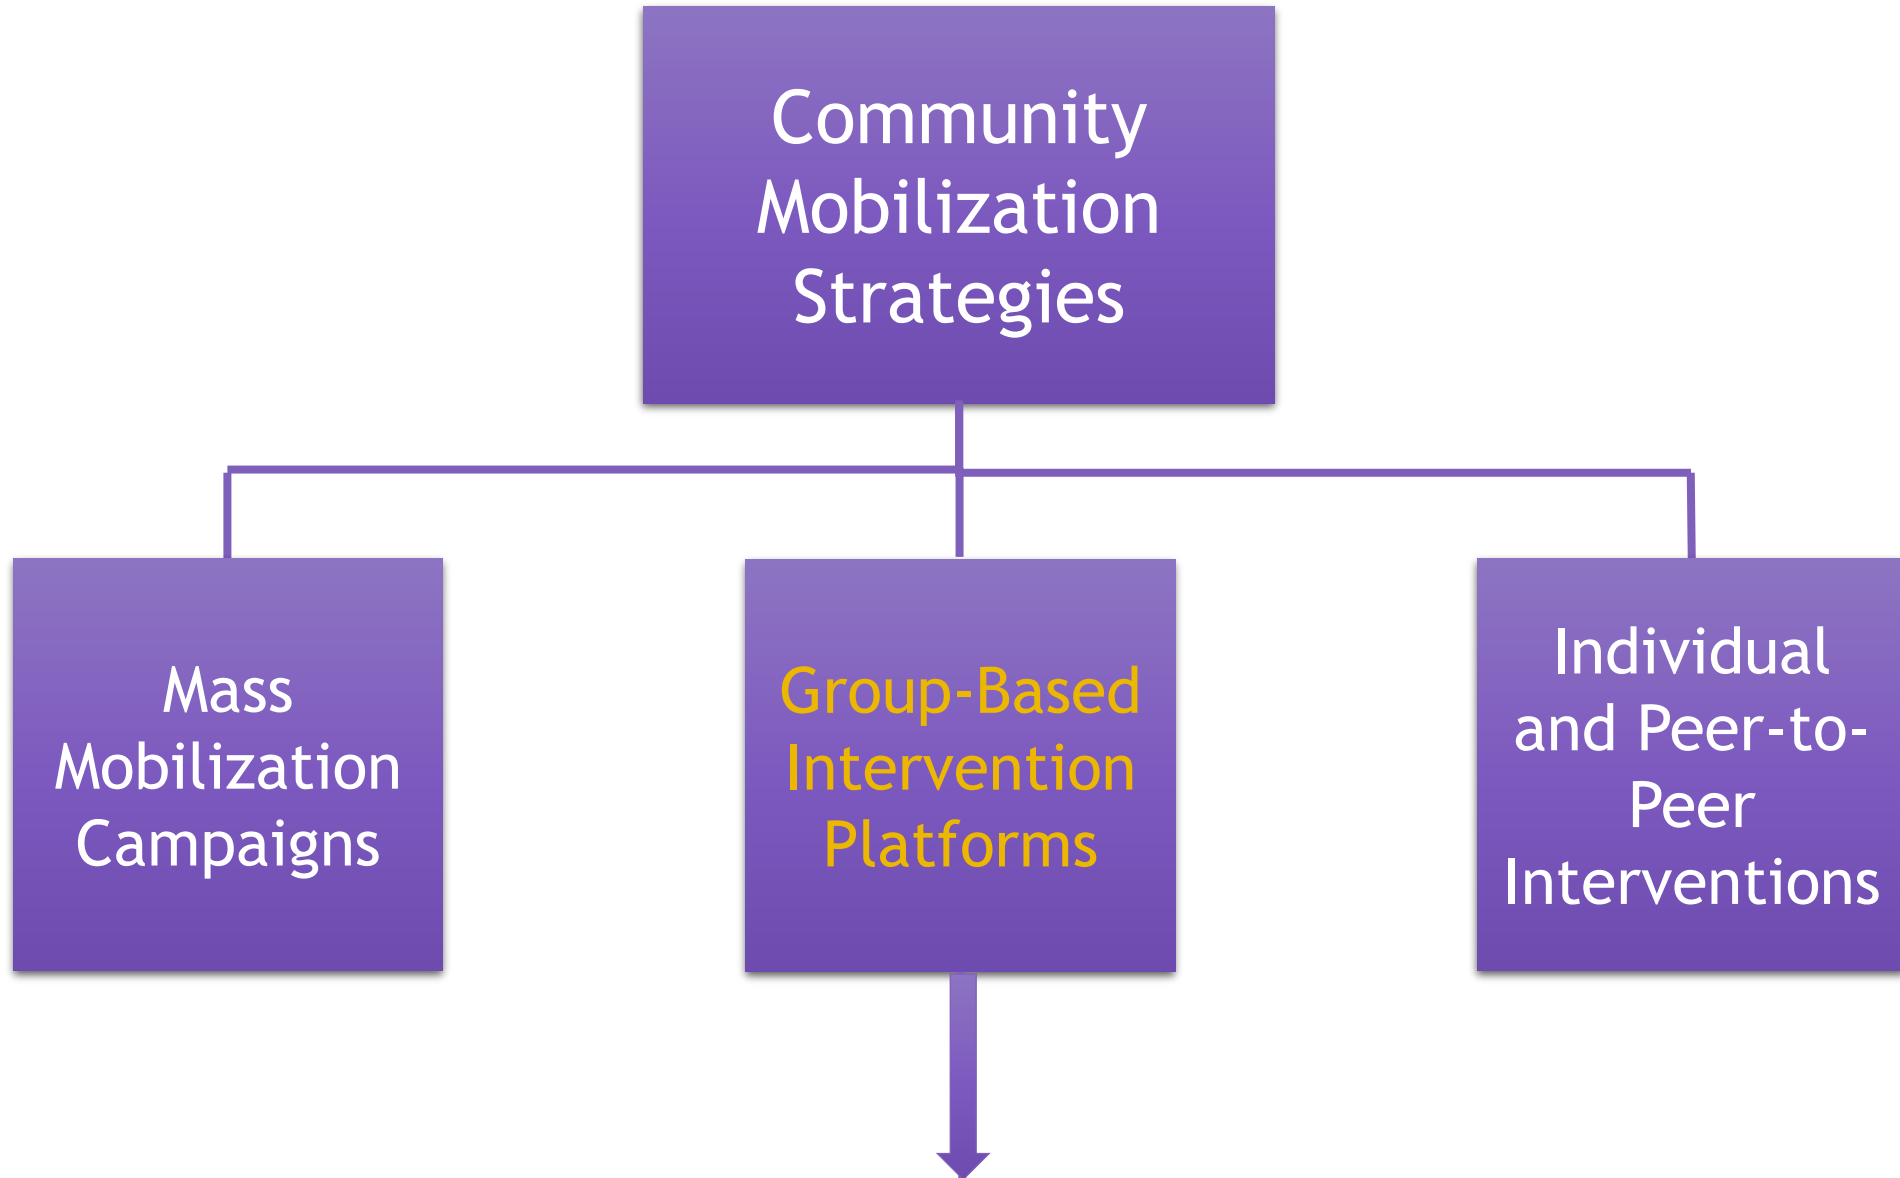 Community
Mobilization
Strategies
Mass
Mobilization
Campaigns
Group-Based
Intervention
Platforms
Individual
and Peer-to-
Peer
Interventions